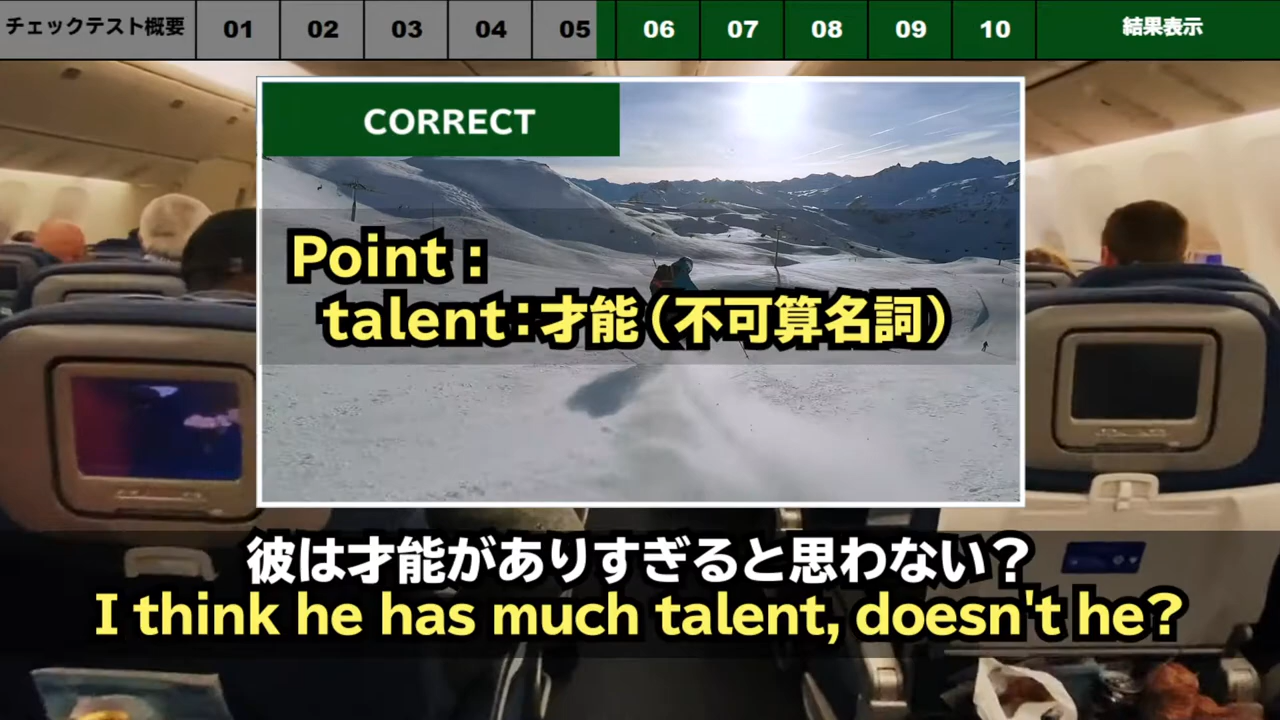 チェックテスト概要 01 02 03 04 05 06 07 08 09 10 結果表示
CORRECT
Point :
talent：才能（不可算名詞）
彼は才能がありすぎると思わない？
I think he has much talent, doesn't he?